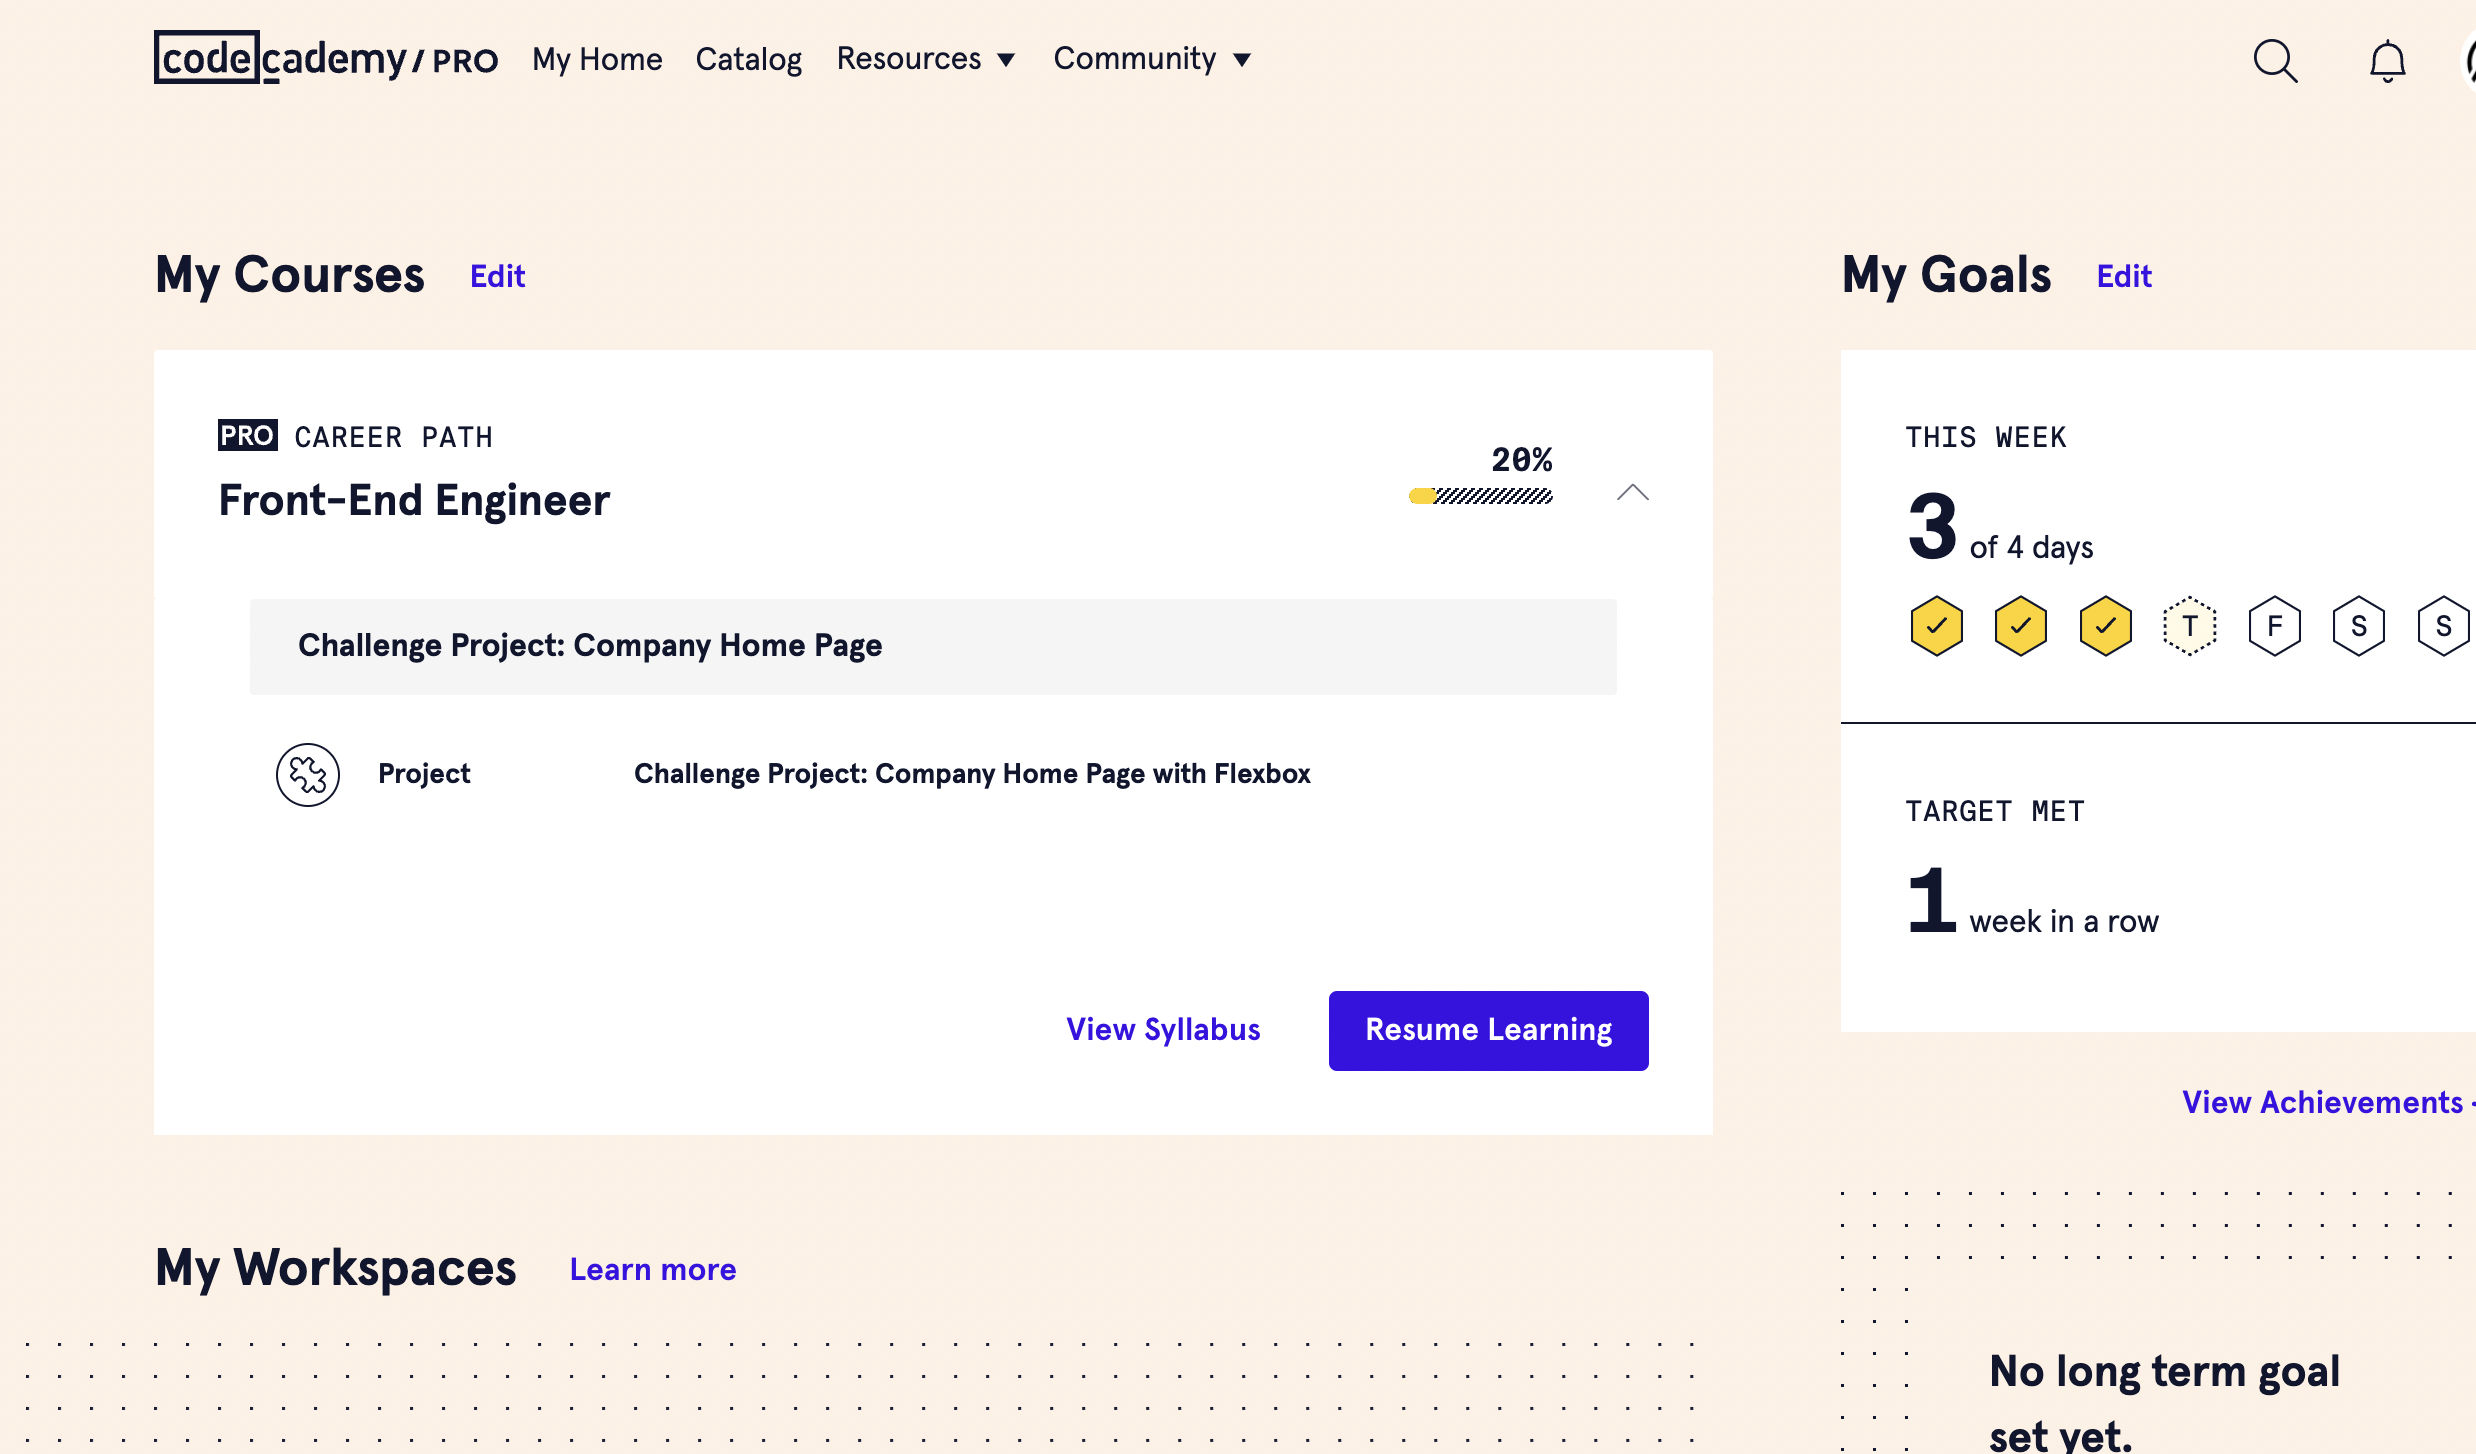 codecademy / PRO My Home Catalog Resources Community
My Courses Edit
PRO CAREER PATH
Front-End Engineer
20%
Challenge Project: Company Home Page
Project Challenge Project: Company Home Page with Flexbox
View Syllabus Resume Learning
My Workspaces Learn more
My Goals Edit
THIS WEEK
3 of 4 days
T F S S
TARGET MET
1 week in a row
View Achievements
No long term goal
set yet.